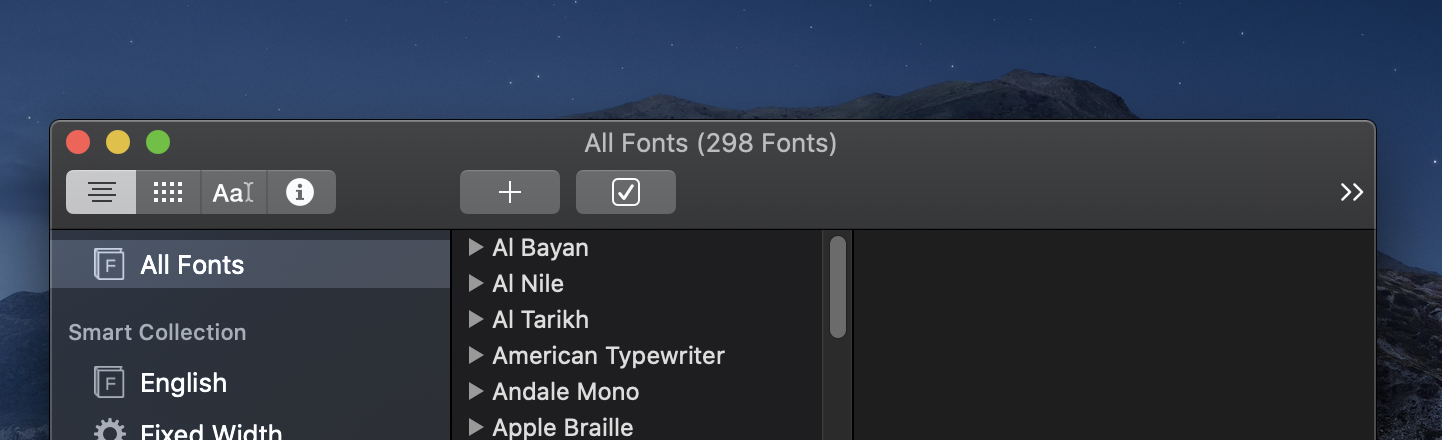 All Fonts (298 Fonts)
Aa
All Fonts
Smart Collection
F English
Fixed Width
Al Bayan
Al Nile
Al Tarikh
American Typewriter
Andale Mono
Apple Braille